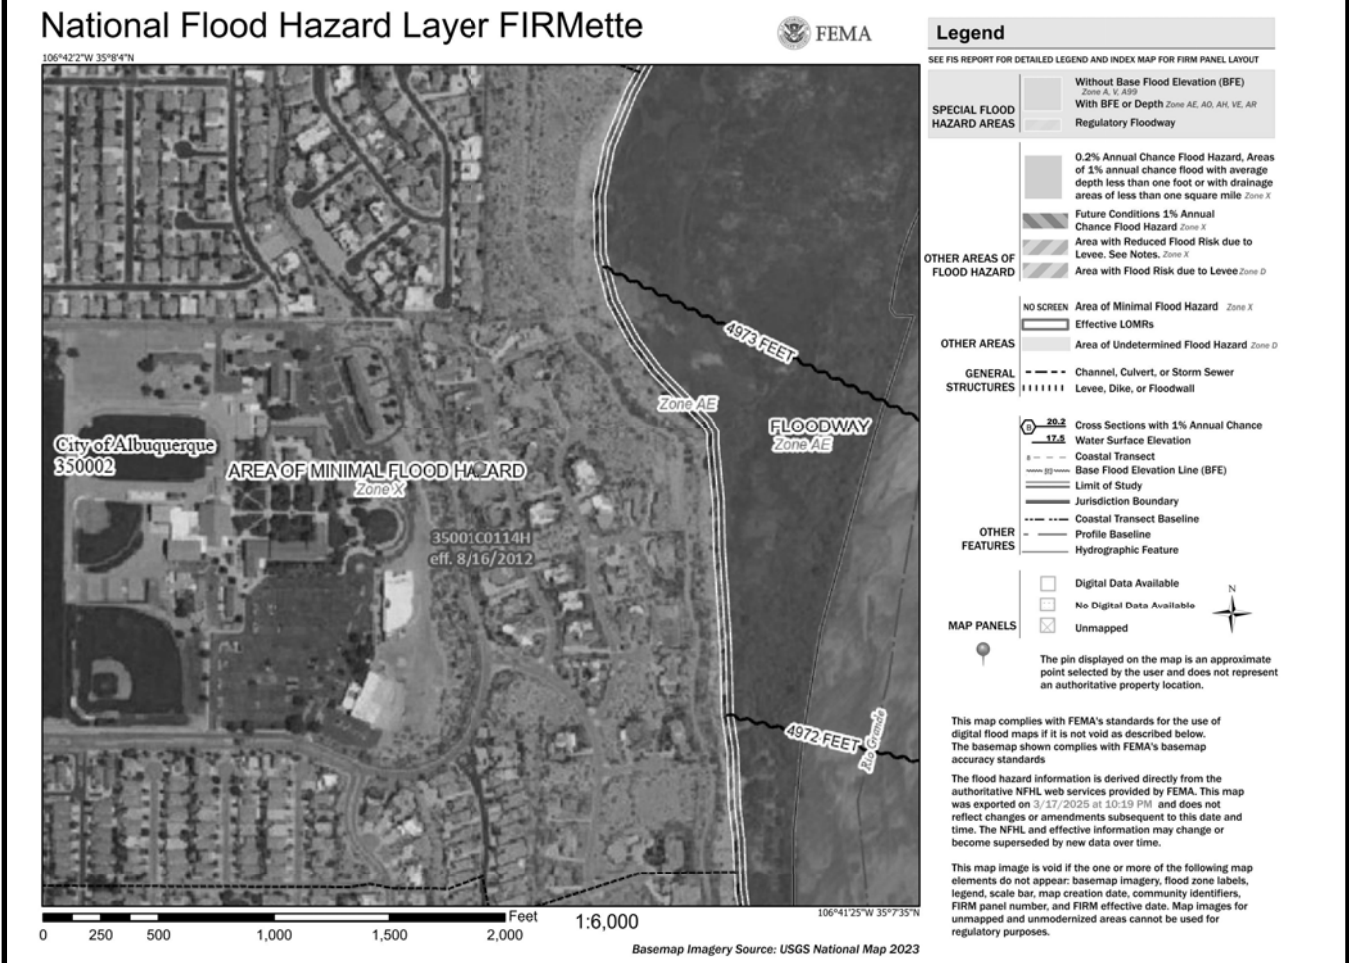 National Flood Hazard Layer FIRMette
FEMA
106°42'2"W 35°8'4"N
4973 FEET
Zone AE
FLOODWAY
Zone AE
City of Albuquerque
350002
AREA OF MINIMAL FLOOD HAZARD
Zone X
35001C0114H
eff. 8/16/2012
4972 FEET
Rio Grande
106°41'25"W 35°7'35"N
Feet
1:6,000
0
250
500
1,000
1,500
2,000
Basemap Imagery Source: USGS National Map 2023
Legend
SEE FIS REPORT FOR DETAILED LEGEND AND INDEX MAP FOR FIRM PANEL LAYOUT
SPECIAL FLOOD
HAZARD AREAS
Without Base Flood Elevation (BFE)
Zone A, V, A99
With BFE or Depth Zone AE, AO, AH, VE, AR
Regulatory Floodway
OTHER AREAS OF
FLOOD HAZARD
0.2% Annual Chance Flood Hazard, Areas
of 1% annual chance flood with average
depth less than one foot or with drainage
areas of less than one square mile Zone X
Future Conditions 1% Annual
Chance Flood Hazard Zone X
Area with Reduced Flood Risk due to
Levee. See Notes. Zone X
Area with Flood Risk due to Levee Zone D
OTHER AREAS
NO SCREEN Area of Minimal Flood Hazard Zone X
Effective LOMRs
Area of Undetermined Flood Hazard Zone D
GENERAL
STRUCTURES
Channel, Culvert, or Storm Sewer
Levee, Dike, or Floodwall
OTHER
FEATURES
B 20.2 Cross Sections with 1% Annual Chance
17.5 Water Surface Elevation
8 Coastal Transect
513 Base Flood Elevation Line (BFE)
Limit of Study
Jurisdiction Boundary
Coastal Transect Baseline
Profile Baseline
Hydrographic Feature
MAP PANELS
Digital Data Available
No Digital Data Available
Unmapped
N
The pin displayed on the map is an approximate
point selected by the user and does not represent
an authoritative property location.
This map complies with FEMA's standards for the use of
digital flood maps if it is not void as described below.
The basemap shown complies with FEMA's basemap
accuracy standards
The flood hazard information is derived directly from the
authoritative NFHL web services provided by FEMA. This map
was exported on 3/17/2025 at 10:19 PM and does not
reflect changes or amendments subsequent to this date and
time. The NFHL and effective information may change or
become superseded by new data over time.
This map image is void if the one or more of the following map
elements do not appear: basemap imagery, flood zone labels,
legend, scale bar, map creation date, community identifiers,
FIRM panel number, and FIRM effective date. Map images for
unmapped and unmodernized areas cannot be used for
regulatory purposes.